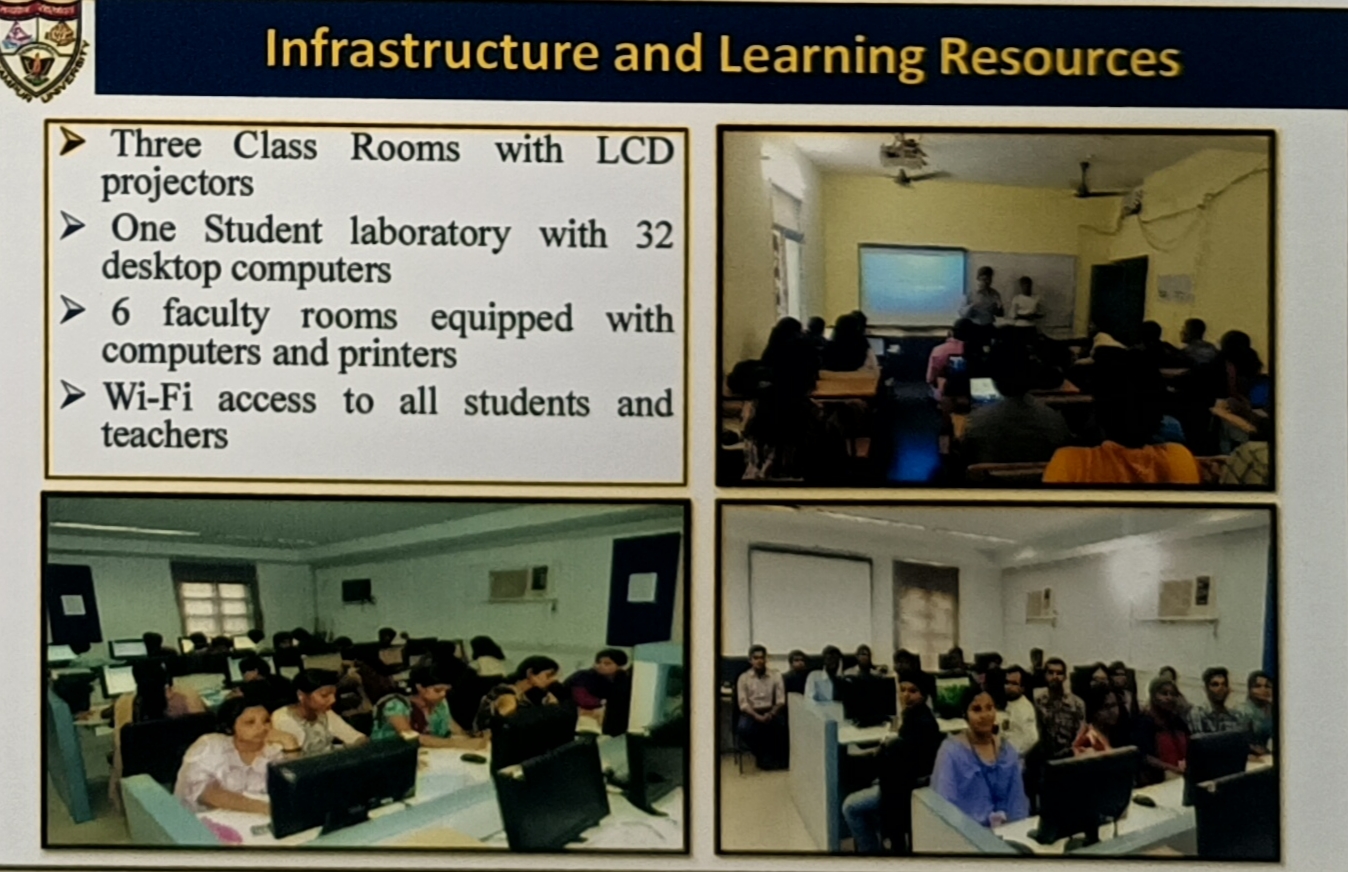 Infrastructure and Learning Resources
Three Class Rooms with LCD
projectors
One Student laboratory with 32
desktop computers
6 faculty rooms equipped with
computers and printers
Wi-Fi access to all students and
teachers
UNIVERSITY